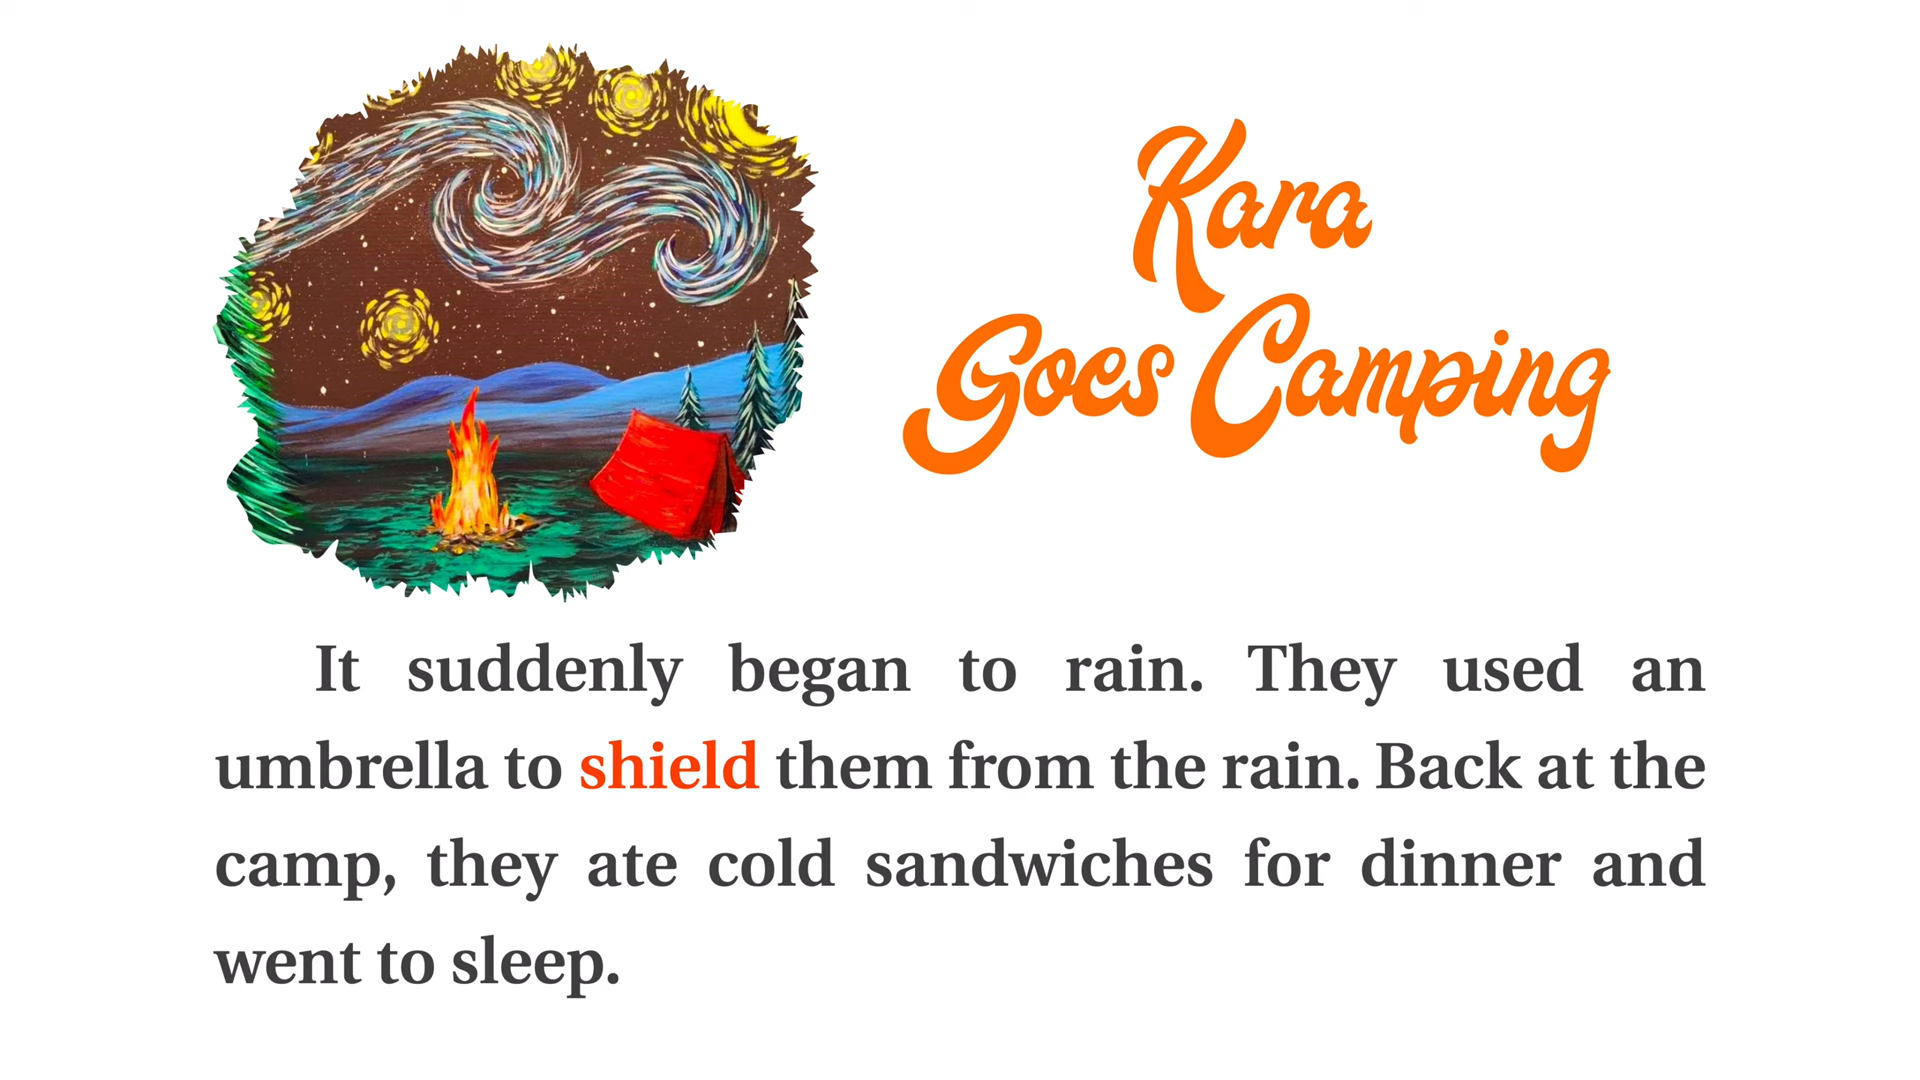 Kara
Goes Camping
It suddenly began to rain. They used an
umbrella to shield them from the rain. Back at the
camp, they ate cold sandwiches for dinner and
went to sleep.